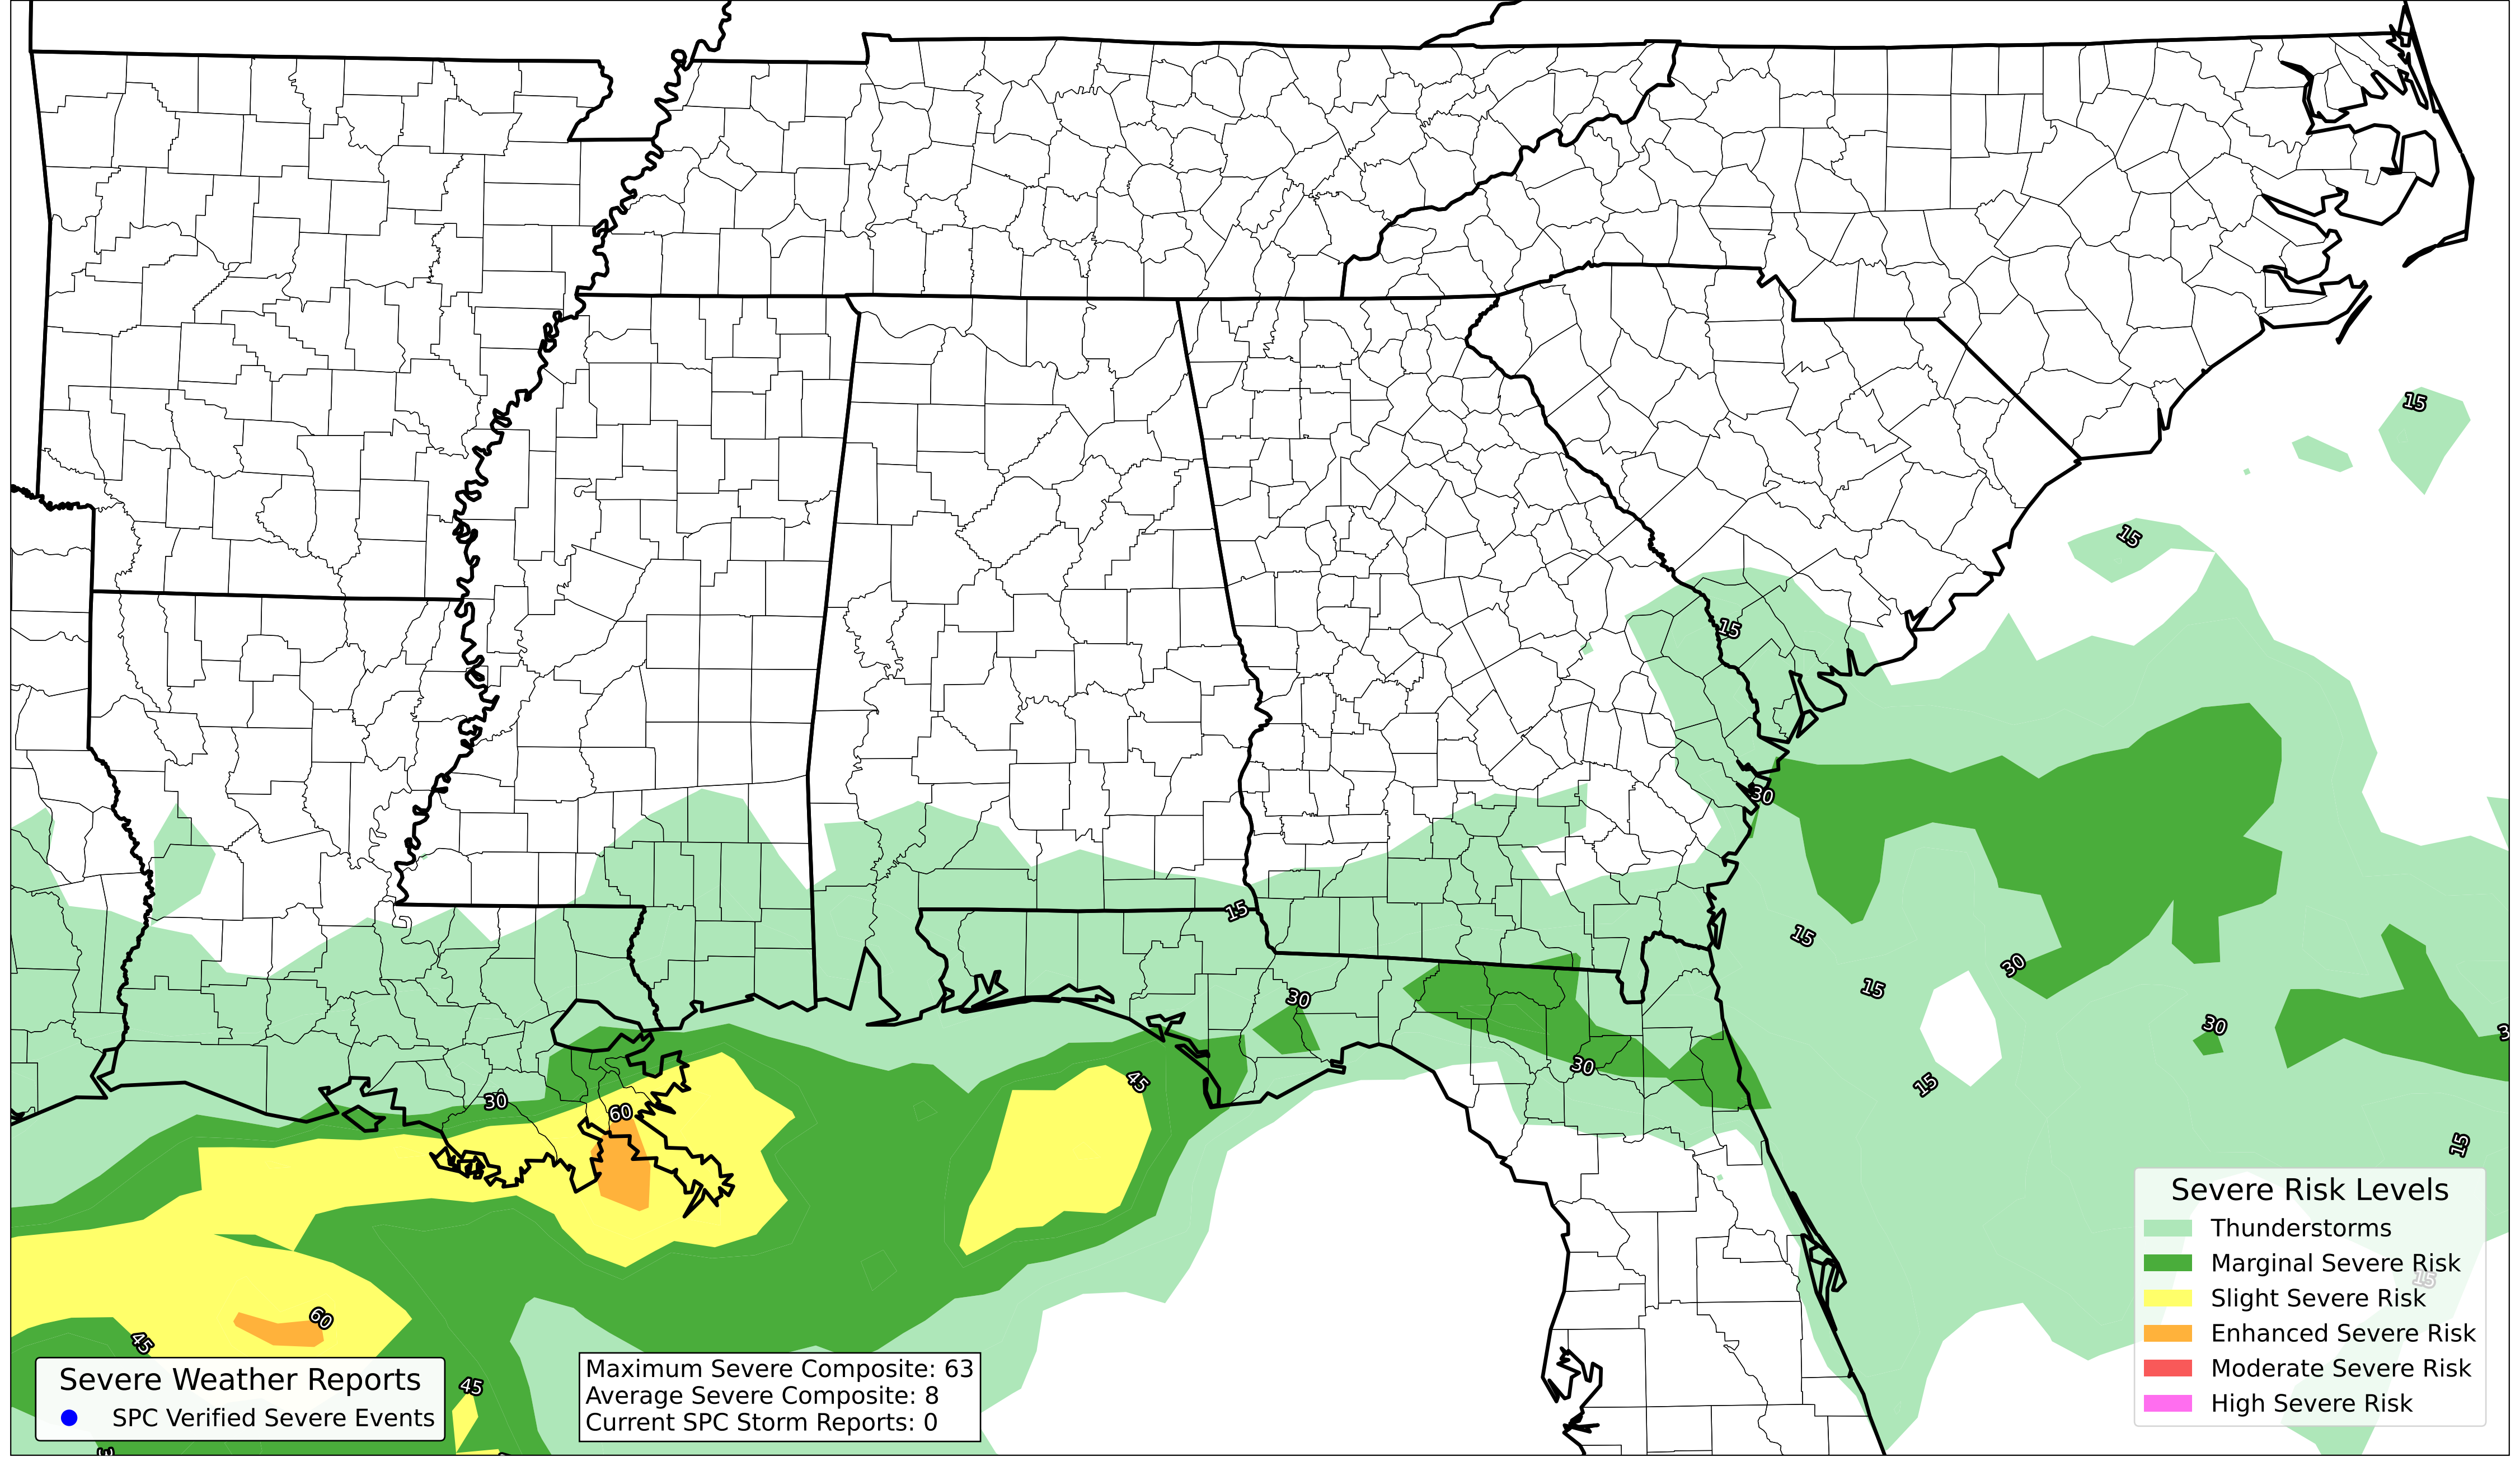 15
15
15
30
15
15
30
15
30
30
30
15
45
30
30
60
15
Severe Risk Levels
Thunderstorms
Marginal Severe Risk
Slight Severe Risk
15
Enhanced Severe Risk
Moderate Severe Risk
High Severe Risk
60
45
45
Severe Weather Reports
SPC Verified Severe Events
Maximum Severe Composite: 63
Average Severe Composite: 8
Current SPC Storm Reports: 0